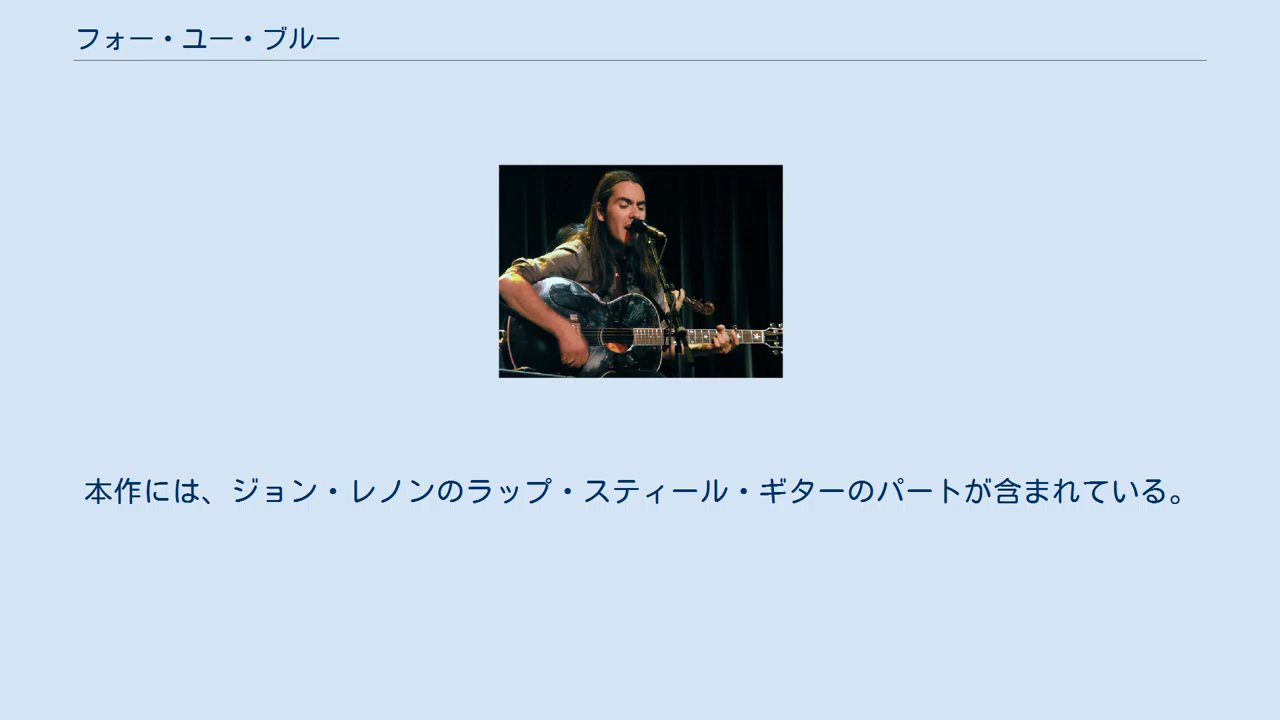 フォー・ユー・ブルー
本作には、ジョン・レノンのラップ・スティール・ギターのパートが含まれている。